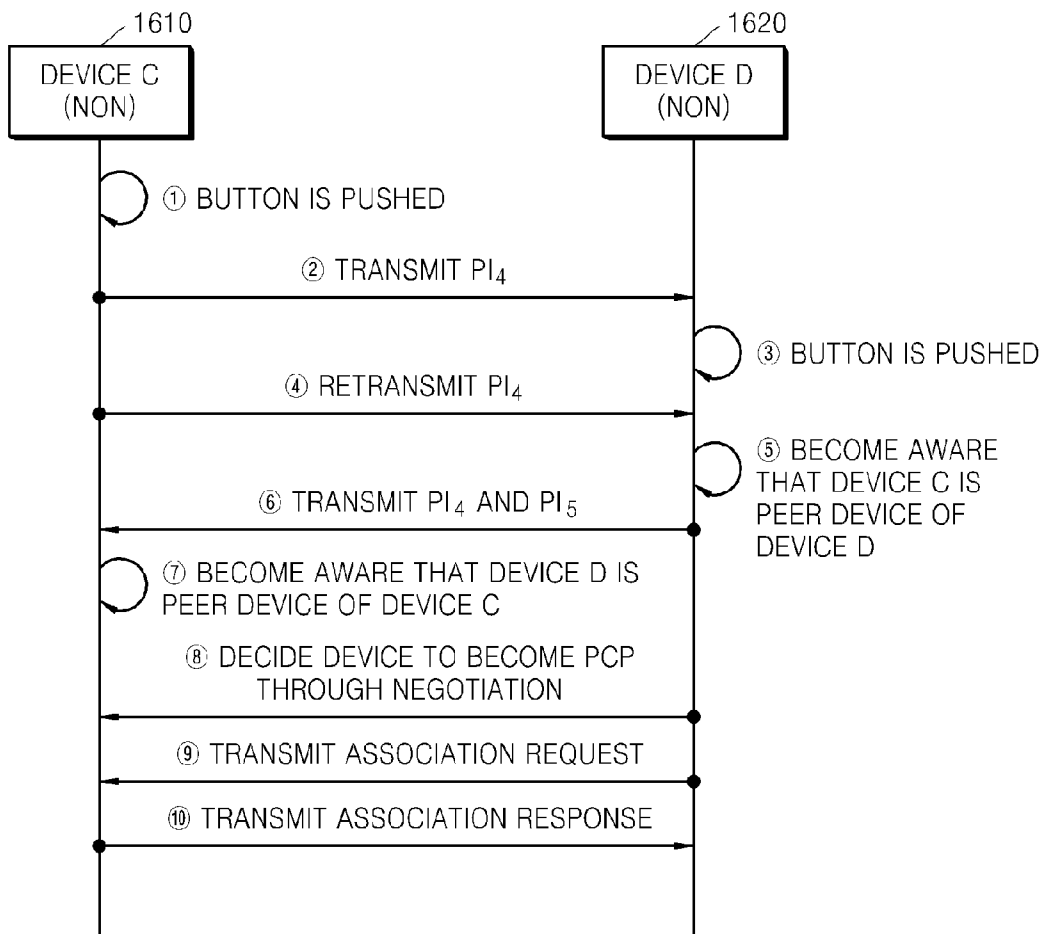 1610
1620
DEVICE C
(NON)
DEVICE D
(NON)
① BUTTON IS PUSHED
② TRANSMIT PI4
③ BUTTON IS PUSHED
④ RETRANSMIT PI4
⑤ BECOME AWARE
THAT DEVICE C IS
PEER DEVICE OF
DEVICE D
⑥ TRANSMIT PI4 AND PI5
⑦ BECOME AWARE THAT DEVICE D IS
PEER DEVICE OF DEVICE C
⑧ DECIDE DEVICE TO BECOME PCP
THROUGH NEGOTIATION
⑨ TRANSMIT ASSOCIATION REQUEST
⑩ TRANSMIT ASSOCIATION RESPONSE